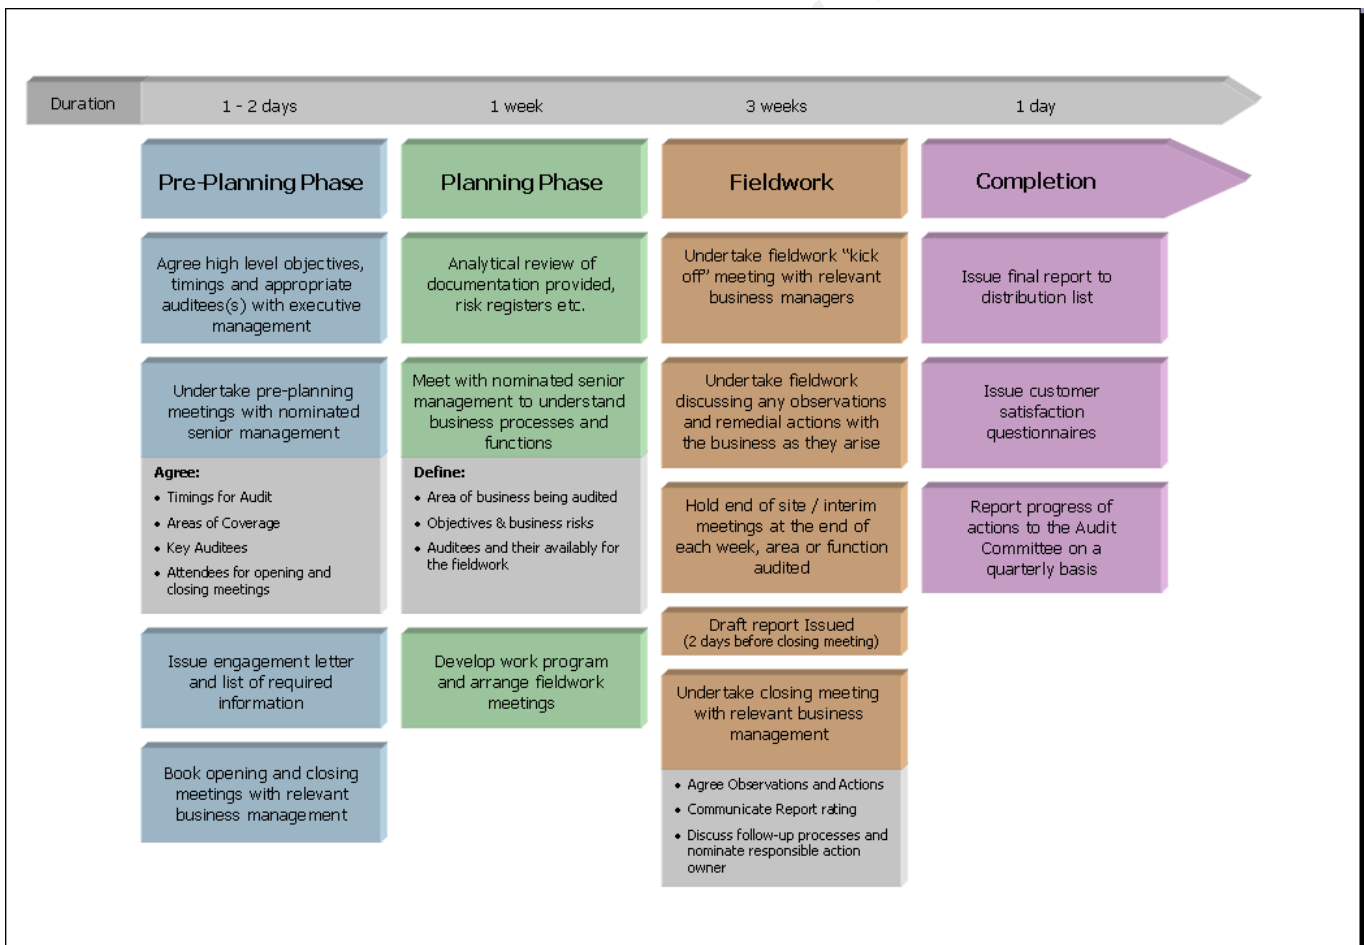 Duration
1 - 2 days
1 week
3 weeks
1 day
Pre-Planning Phase
Planning Phase
Fieldwork
Completion
Agree high level objectives,
timings and appropriate
auditees(s) with executive
management
Undertake pre-planning
meetings with nominated
senior management
Agree:
• Timings for Audit
• Areas of Coverage
• Key Auditees
• Attendees for opening and
closing meetings
Issue engagement letter
and list of required
information
Book opening and closing
meetings with relevant
business management
Analytical review of
documentation provided,
risk registers etc.
Meet with nominated senior
management to understand
business processes and
functions
Define:
• Area of business being audited
• Objectives & business risks
• Auditees and their availably for
the fieldwork
Develop work program
and arrange fieldwork
meetings
Undertake fieldwork "kick
off" meeting with relevant
business managers
Undertake fieldwork
discussing any observations
and remedial actions with
the business as they arise
Hold end of site / interim
meetings at the end of
each week, area or function
audited
Draft report Issued
(2 days before closing meeting)
Undertake closing meeting
with relevant business
management
• Agree Observations and Actions
• Communicate Report rating
• Discuss follow-up processes and
nominate responsible action
owner
Issue final report to
distribution list
Issue customer
satisfaction
questionnaires
Report progress of
actions to the Audit
Committee on a
quarterly basis